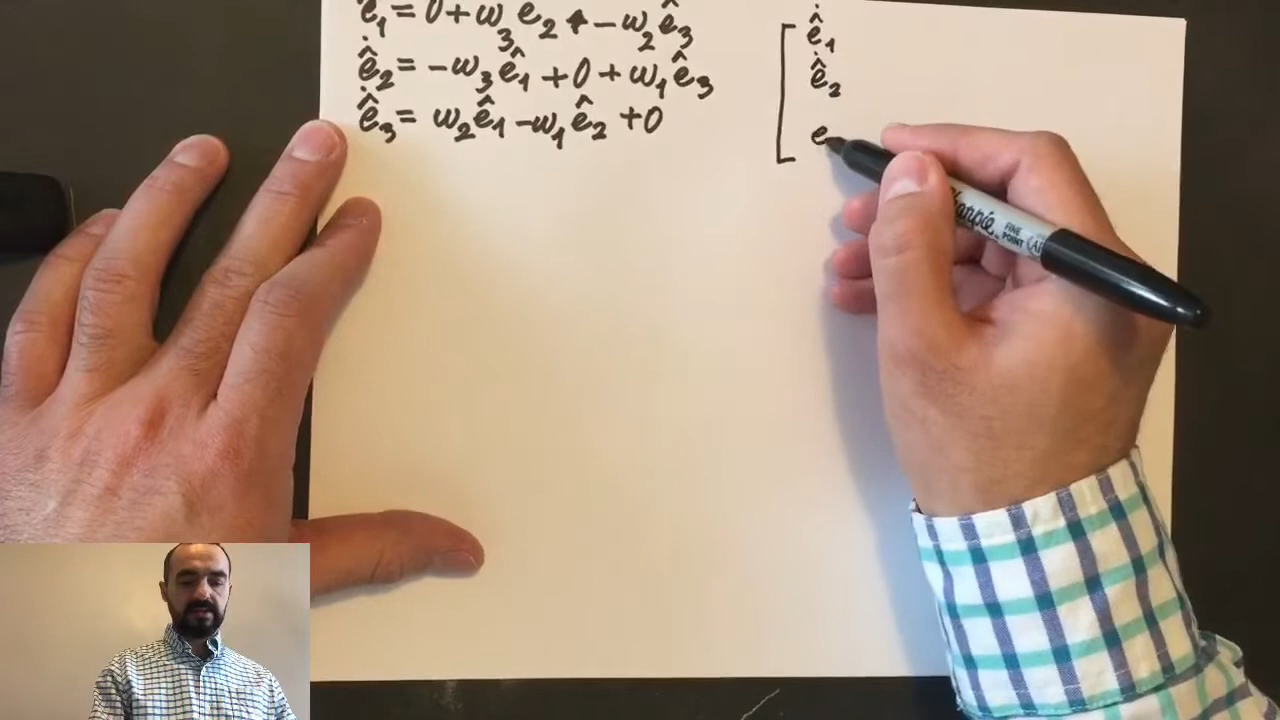 ė̂₁ = 0 + ω₃ e₂ - ω₂ ê₃
ė̂₂ = -ω₃ ê₁ + 0 + ω₁ ê₃
ė̂₃ = ω₂ ê₁ - ω₁ ê₂ + 0
[ ė̂₁
ė̂₂
e
Sharpie
FINE
POINT